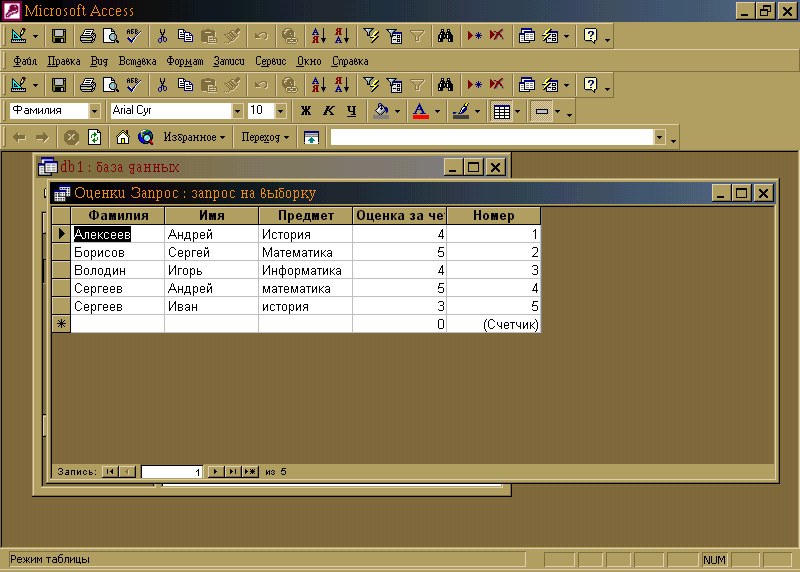 Microsoft Access
Файл Правка Вид Вставка Формат Записи Сервис Окно Справка
Фамилия Arial Cyr 10 Ж К Ч
Избранное Переход
db1 : база данных
Оценки Запрос : запрос на выборку
Фамилия Имя Предмет Оценка за чет Номер
Алексеев Андрей История 4 1
Борисов Сергей Математика 5 2
Володин Игорь Информатика 4 3
Сергеев Андрей математика 5 4
Сергеев Иван история 3 5
0 (Счетчик)
Запись: 1 из 5
Режим таблицы NUM